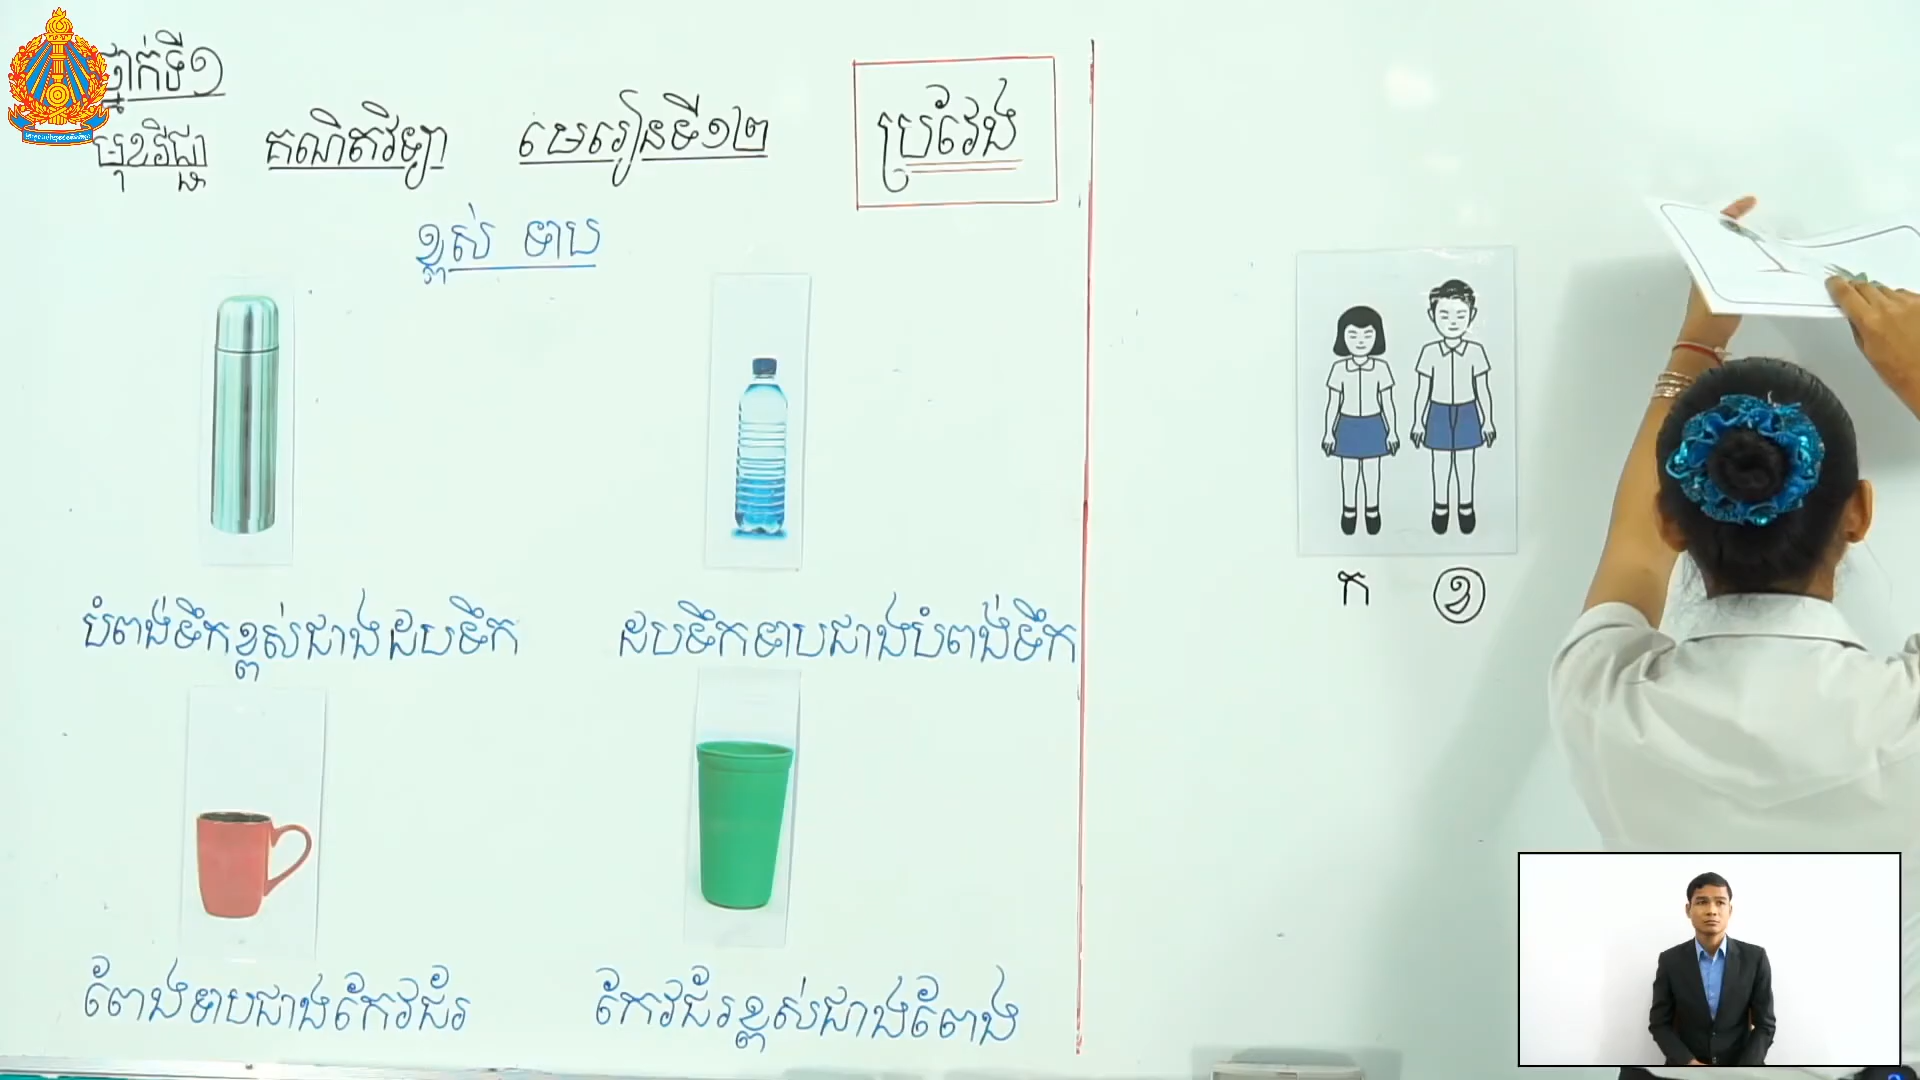 ថ្នាក់ទី១
មុខវិជ្ជា គណិតវិទ្យា មេរៀនទី១២ ប្រវែង
ខ្ពស់ ទាប
បំពង់ទឹកខ្ពស់ជាងដបទឹក
ដបទឹកទាបជាងបំពង់ទឹក
ក ខ
ពែងទាបជាងកែវជ័រ
កែវជ័រខ្ពស់ជាងពែង